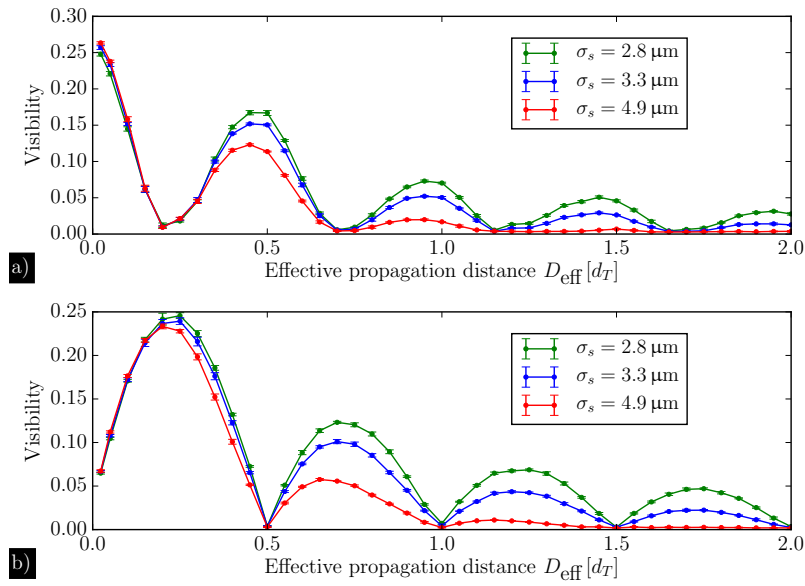 0.30
0.25
0.20
0.15
0.10
0.05
0.00
Visibility
σs = 2.8 µm
σs = 3.3 µm
σs = 4.9 µm
0.0 0.5 1.0 1.5 2.0
Effective propagation distance Deff [dT]
a)
0.25
0.20
0.15
0.10
0.05
0.00
Visibility
σs = 2.8 µm
σs = 3.3 µm
σs = 4.9 µm
0.0 0.5 1.0 1.5 2.0
Effective propagation distance Deff [dT]
b)